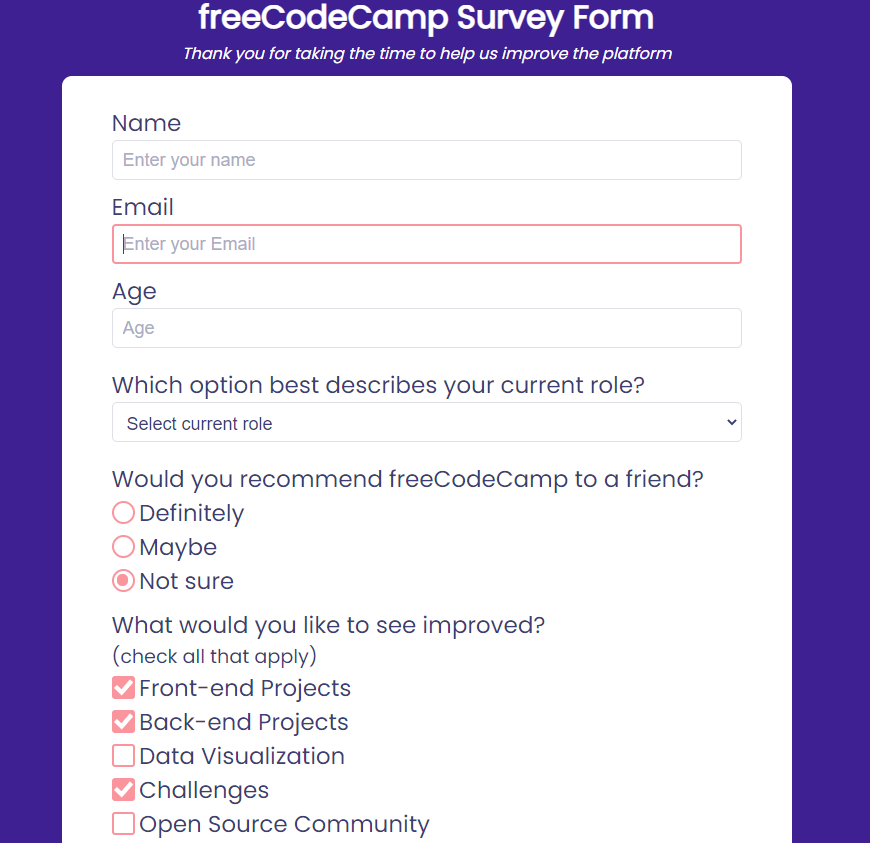 freeCodeCamp Survey Form
Thank you for taking the time to help us improve the platform
Name
Enter your name
Email
Enter your Email
Age
Age
Which option best describes your current role?
Select current role
Would you recommend freeCodeCamp to a friend?
Definitely
Maybe
Not sure
What would you like to see improved?
(check all that apply)
Front-end Projects
Back-end Projects
Data Visualization
Challenges
Open Source Community